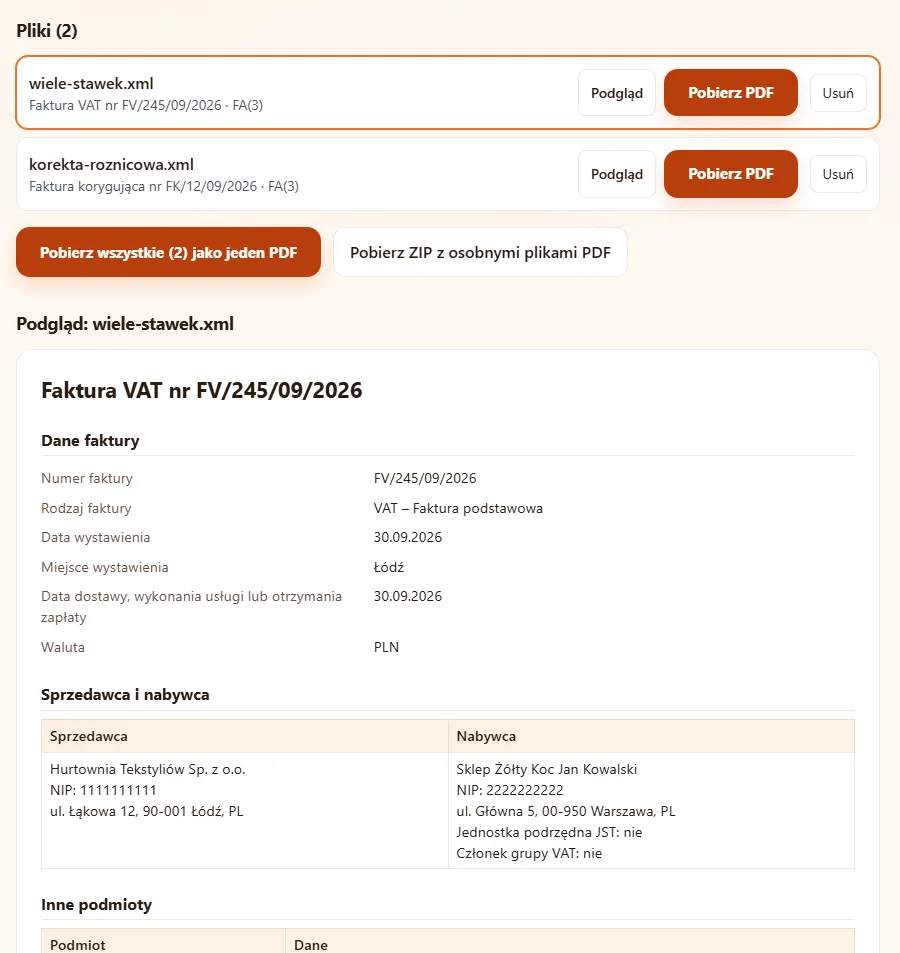 Pliki (2)
wiele-stawek.xml
Faktura VAT nr FV/245/09/2026 · FA(3)
Podgląd
Pobierz PDF
Usuń
korekta-roznicowa.xml
Faktura korygująca nr FK/12/09/2026 · FA(3)
Podgląd
Pobierz PDF
Usuń
Pobierz wszystkie (2) jako jeden PDF
Pobierz ZIP z osobnymi plikami PDF
Podgląd: wiele-stawek.xml
Faktura VAT nr FV/245/09/2026
Dane faktury
Numer faktury FV/245/09/2026
Rodzaj faktury VAT – Faktura podstawowa
Data wystawienia 30.09.2026
Miejsce wystawienia Łódź
Data dostawy, wykonania usługi lub otrzymania 30.09.2026
zapłaty
Waluta PLN
Sprzedawca i nabywca
Sprzedawca
Hurtownia Tekstyliów Sp. z o.o.
NIP: 1111111111
ul. Łąkowa 12, 90-001 Łódź, PL
Nabywca
Sklep Żółty Koc Jan Kowalski
NIP: 2222222222
ul. Główna 5, 00-950 Warszawa, PL
Jednostka podrzędna JST: nie
Członek grupy VAT: nie
Inne podmioty
Podmiot Dane